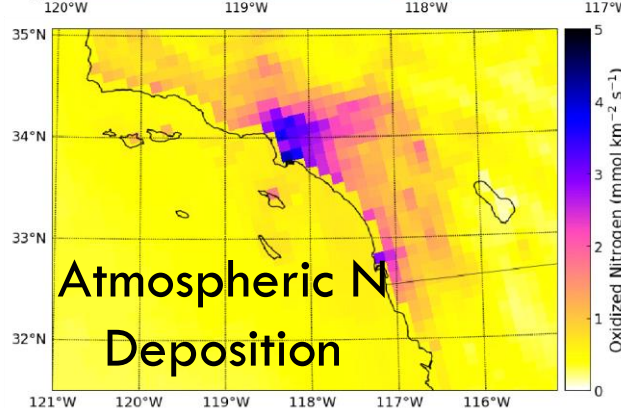 120°W 119°W 118°W 117°W
35°N
34°N
33°N
32°N
Atmospheric N
Deposition
121°W 120°W 119°W 118°W 117°W 116°W
5
4
3
2
1
0
Oxidized Nitrogen (mmol km⁻² s⁻¹)